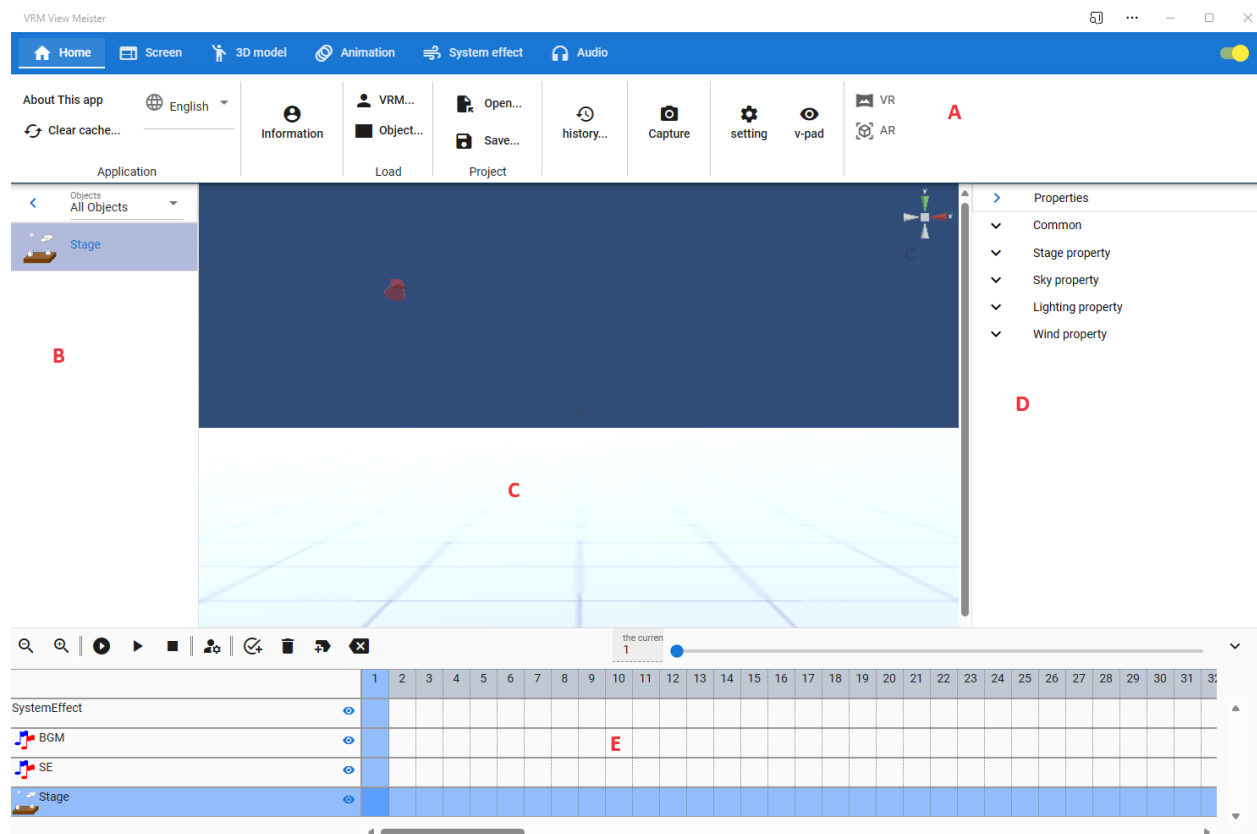 VRM View Meister
Home Screen 3D model Animation System effect Audio
About This app English VRM... Open... VR A
Clear cache... Information Object... Save... history... Capture setting v-pad AR
Application Load Project
Objects
All Objects
Stage
B
y
x
C
Properties
Common
Stage property
Sky property
Lighting property
Wind property
D
the curren
1
1 2 3 4 5 6 7 8 9 10 11 12 13 14 15 16 17 18 19 20 21 22 23 24 25 26 27 28 29 30 31 32
SystemEffect
BGM
E
SE
Stage